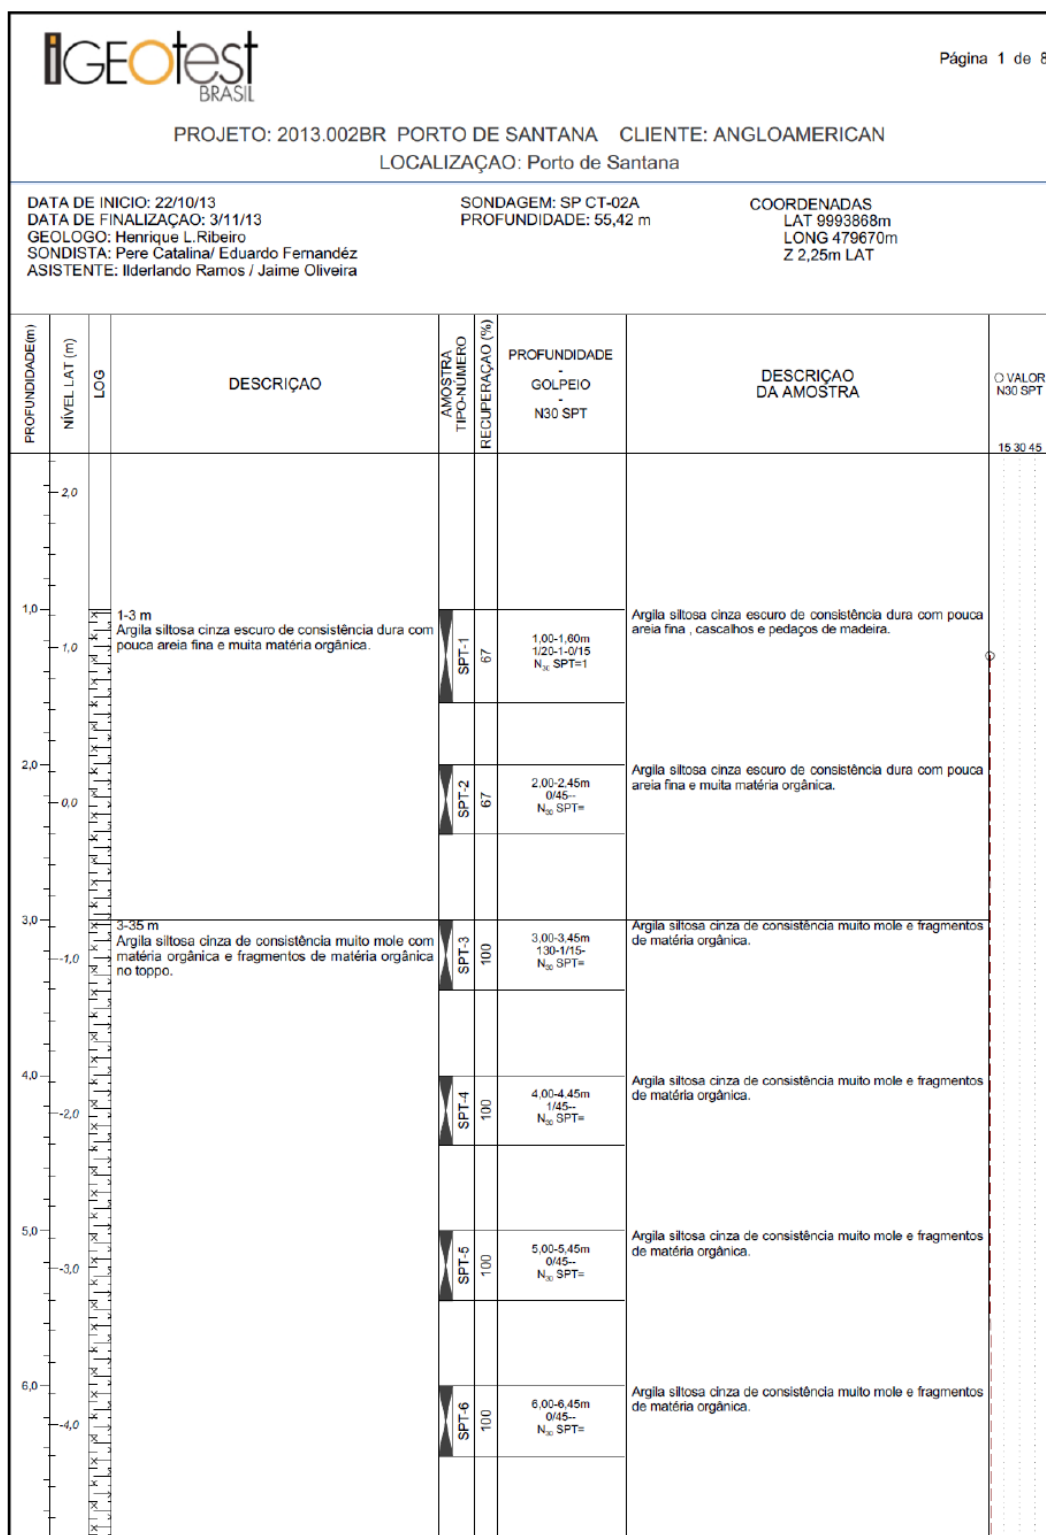 iGEOtest
BRASIL
Página 1 de 8
PROJETO: 2013.002BR PORTO DE SANTANA CLIENTE: ANGLOAMERICAN
LOCALIZAÇAO: Porto de Santana
DATA DE INICIO: 22/10/13
DATA DE FINALIZAÇAO: 3/11/13
GEOLOGO: Henrique L.Ribeiro
SONDISTA: Pere Catalina/ Eduardo Fernandéz
ASISTENTE: Ilderlando Ramos / Jaime Oliveira
SONDAGEM: SP CT-02A
PROFUNDIDADE: 55,42 m
COORDENADAS
LAT 9993868m
LONG 479670m
Z 2,25m LAT
PROFUNDIDADE(m)
NÍVEL LAT (m)
LOG
DESCRIÇAO
AMOSTRA
TIPO-NÚMERO
RECUPERAÇAO (%)
PROFUNDIDADE
-
GOLPEIO
-
N30 SPT
DESCRIÇAO
DA AMOSTRA
O VALOR
N30 SPT
15 30 45
2,0
1,0
1-3 m
Argila siltosa cinza escuro de consistência dura com
pouca areia fina e muita matéria orgânica.
1,0
SPT-1
67
1,00-1,60m
1/20-1-0/15
N30 SPT=1
Argila siltosa cinza escuro de consistência dura com pouca
areia fina , cascalhos e pedaços de madeira.
2,0
0,0
SPT-2
67
2,00-2,45m
0/45--
N30 SPT=
Argila siltosa cinza escuro de consistência dura com pouca
areia fina e muita matéria orgânica.
3,0
-1,0
3-35 m
Argila siltosa cinza de consistência muito mole com
matéria orgânica e fragmentos de matéria orgânica
no toppo.
SPT-3
100
3,00-3,45m
130-1/15-
N30 SPT=
Argila siltosa cinza de consistência muito mole e fragmentos
de matéria orgânica.
4,0
-2,0
SPT-4
100
4,00-4,45m
1/45--
N30 SPT=
Argila siltosa cinza de consistência muito mole e fragmentos
de matéria orgânica.
5,0
-3,0
SPT-5
100
5,00-5,45m
0/45--
N30 SPT=
Argila siltosa cinza de consistência muito mole e fragmentos
de matéria orgânica.
6,0
-4,0
SPT-6
100
6,00-6,45m
0/45--
N30 SPT=
Argila siltosa cinza de consistência muito mole e fragmentos
de matéria orgânica.